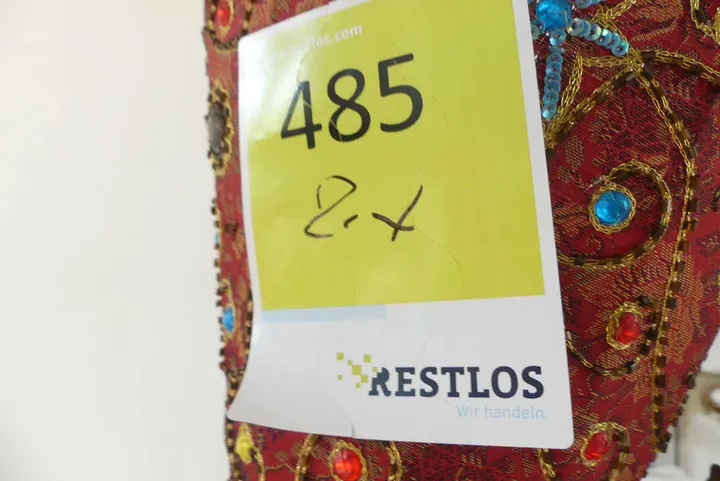 485
2x
RESTLOS
Wir handeln.